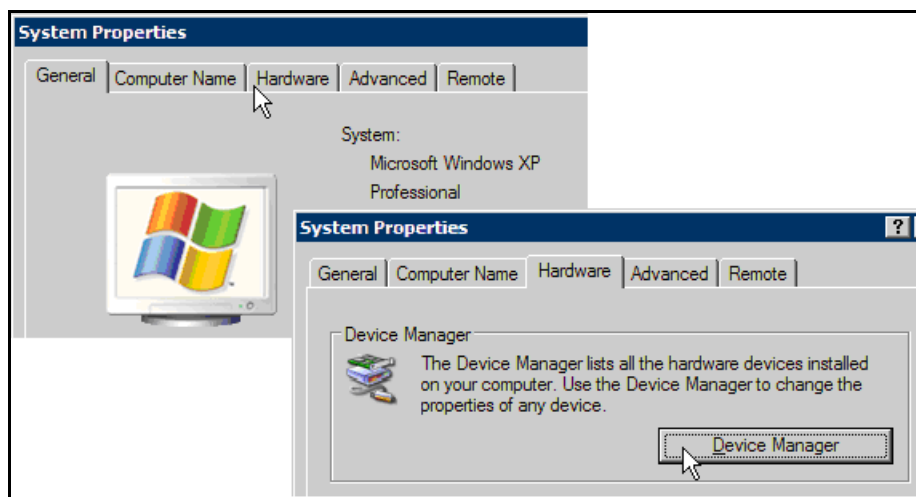 System Properties
General Computer Name Hardware Advanced Remote
System:
Microsoft Windows XP
Professional
System Properties ?
General Computer Name Hardware Advanced Remote
Device Manager
The Device Manager lists all the hardware devices installed
on your computer. Use the Device Manager to change the
properties of any device.
Device Manager